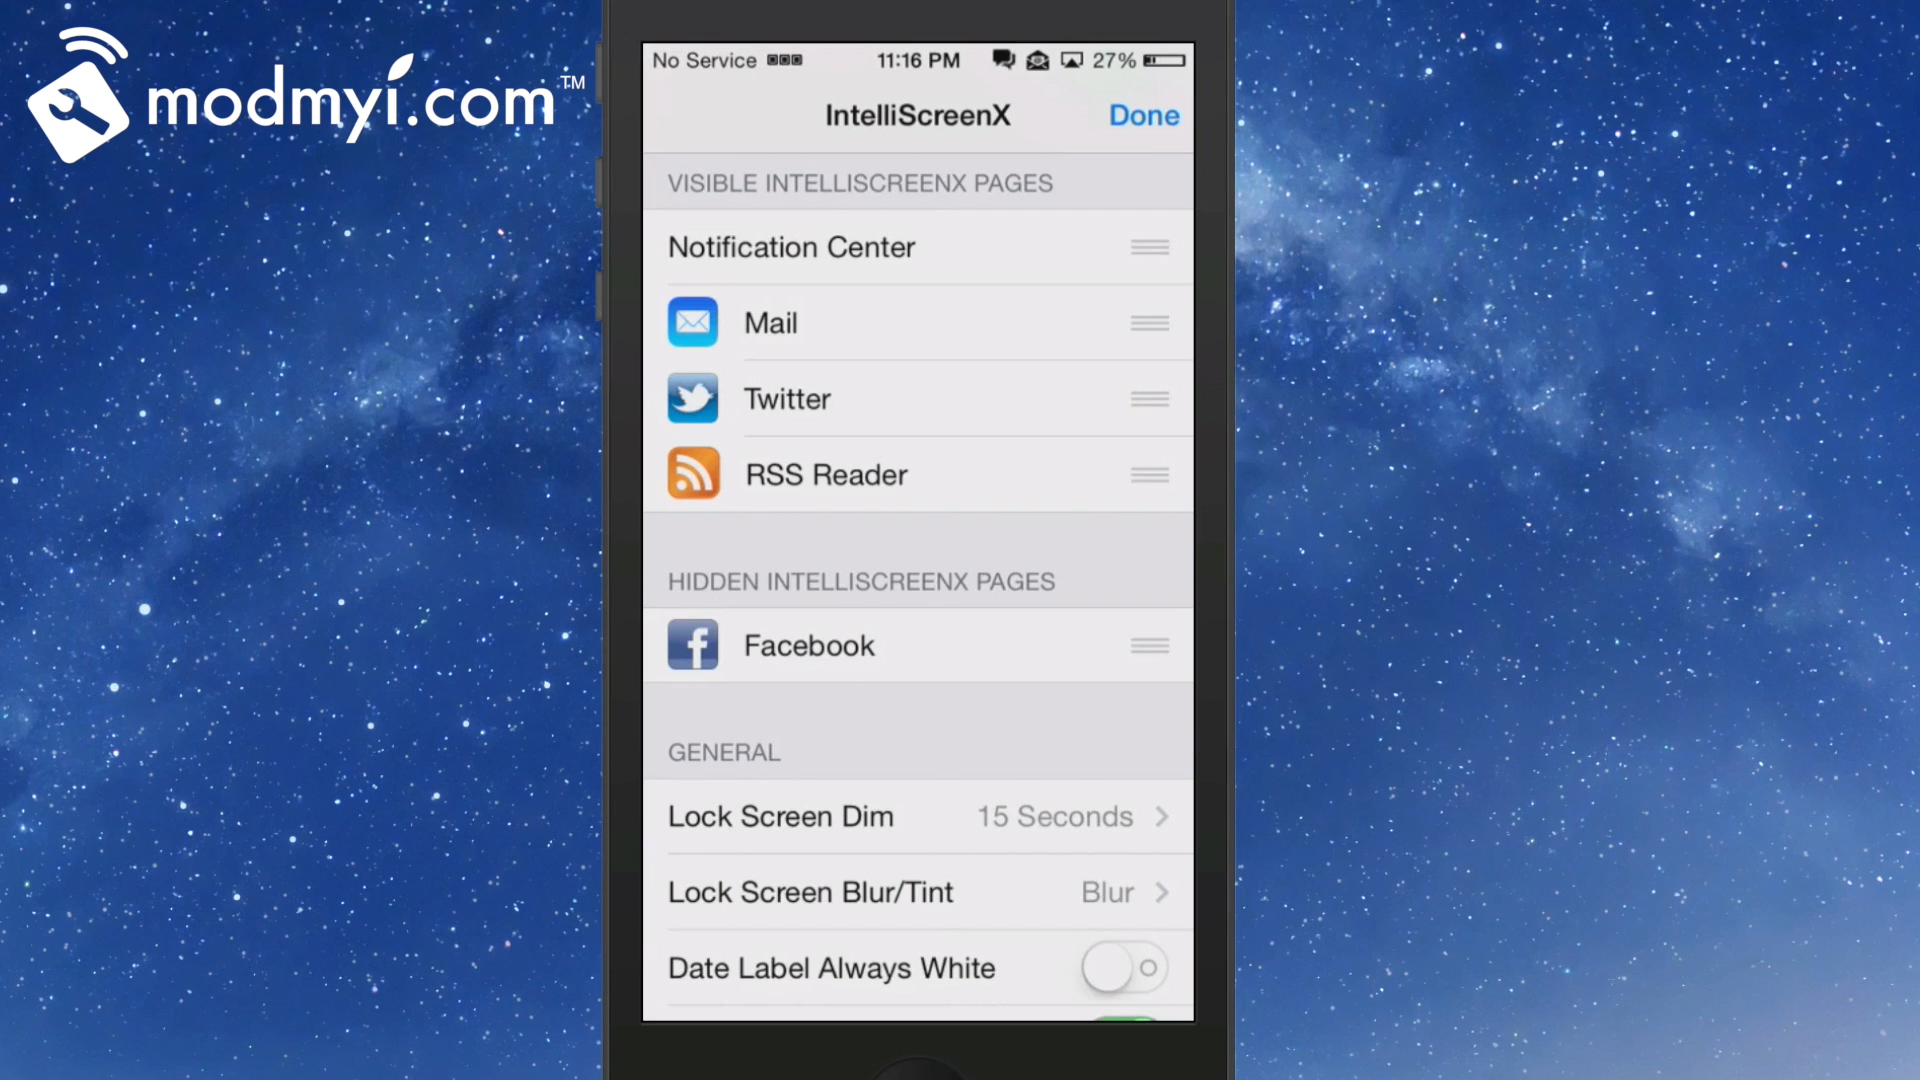 modmyi.com™
No Service 11:16 PM 27%
IntelliScreenX Done
VISIBLE INTELLISCREENX PAGES
Notification Center
Mail
Twitter
RSS Reader
HIDDEN INTELLISCREENX PAGES
Facebook
GENERAL
Lock Screen Dim 15 Seconds
Lock Screen Blur/Tint Blur
Date Label Always White